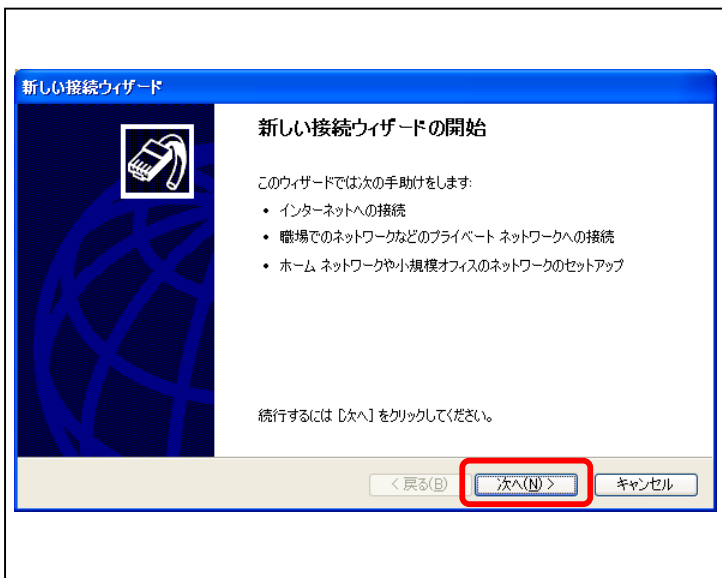 新しい接続ウィザード
新しい接続ウィザードの開始
このウィザードでは次の手助けをします:
• インターネットへの接続
• 職場でのネットワークなどのプライベート ネットワークへの接続
• ホーム ネットワークや小規模オフィスのネットワークのセットアップ
続行するには [次へ] をクリックしてください。
< 戻る(B) 次へ(N) > キャンセル